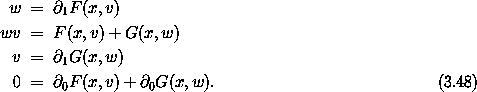 w = ∂₁F(x, v)
wv = F(x, v) + G(x, w)
v = ∂₁G(x, w)
0 = ∂₀F(x, v) + ∂₀G(x, w). (3.48)